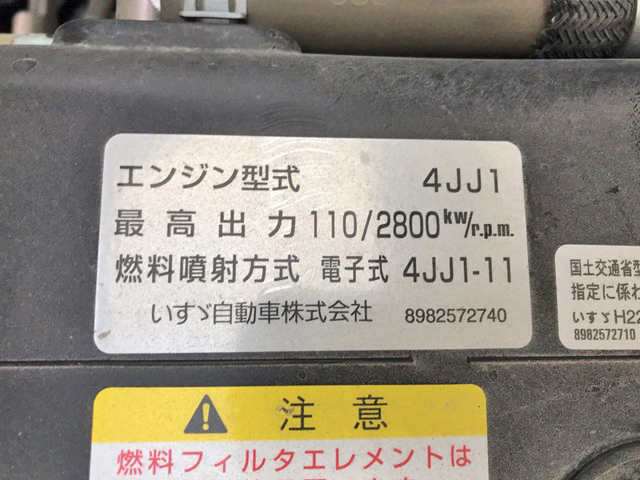 エンジン型式 4JJ1
最高出力 110/2800kw/r.p.m.
燃料噴射方式 電子式 4JJ1-11
いすゞ自動車株式会社 8982572740
国土交通省型
指定に係わ
いすゞH22
8982572710
注意
燃料フィルタエレメントは